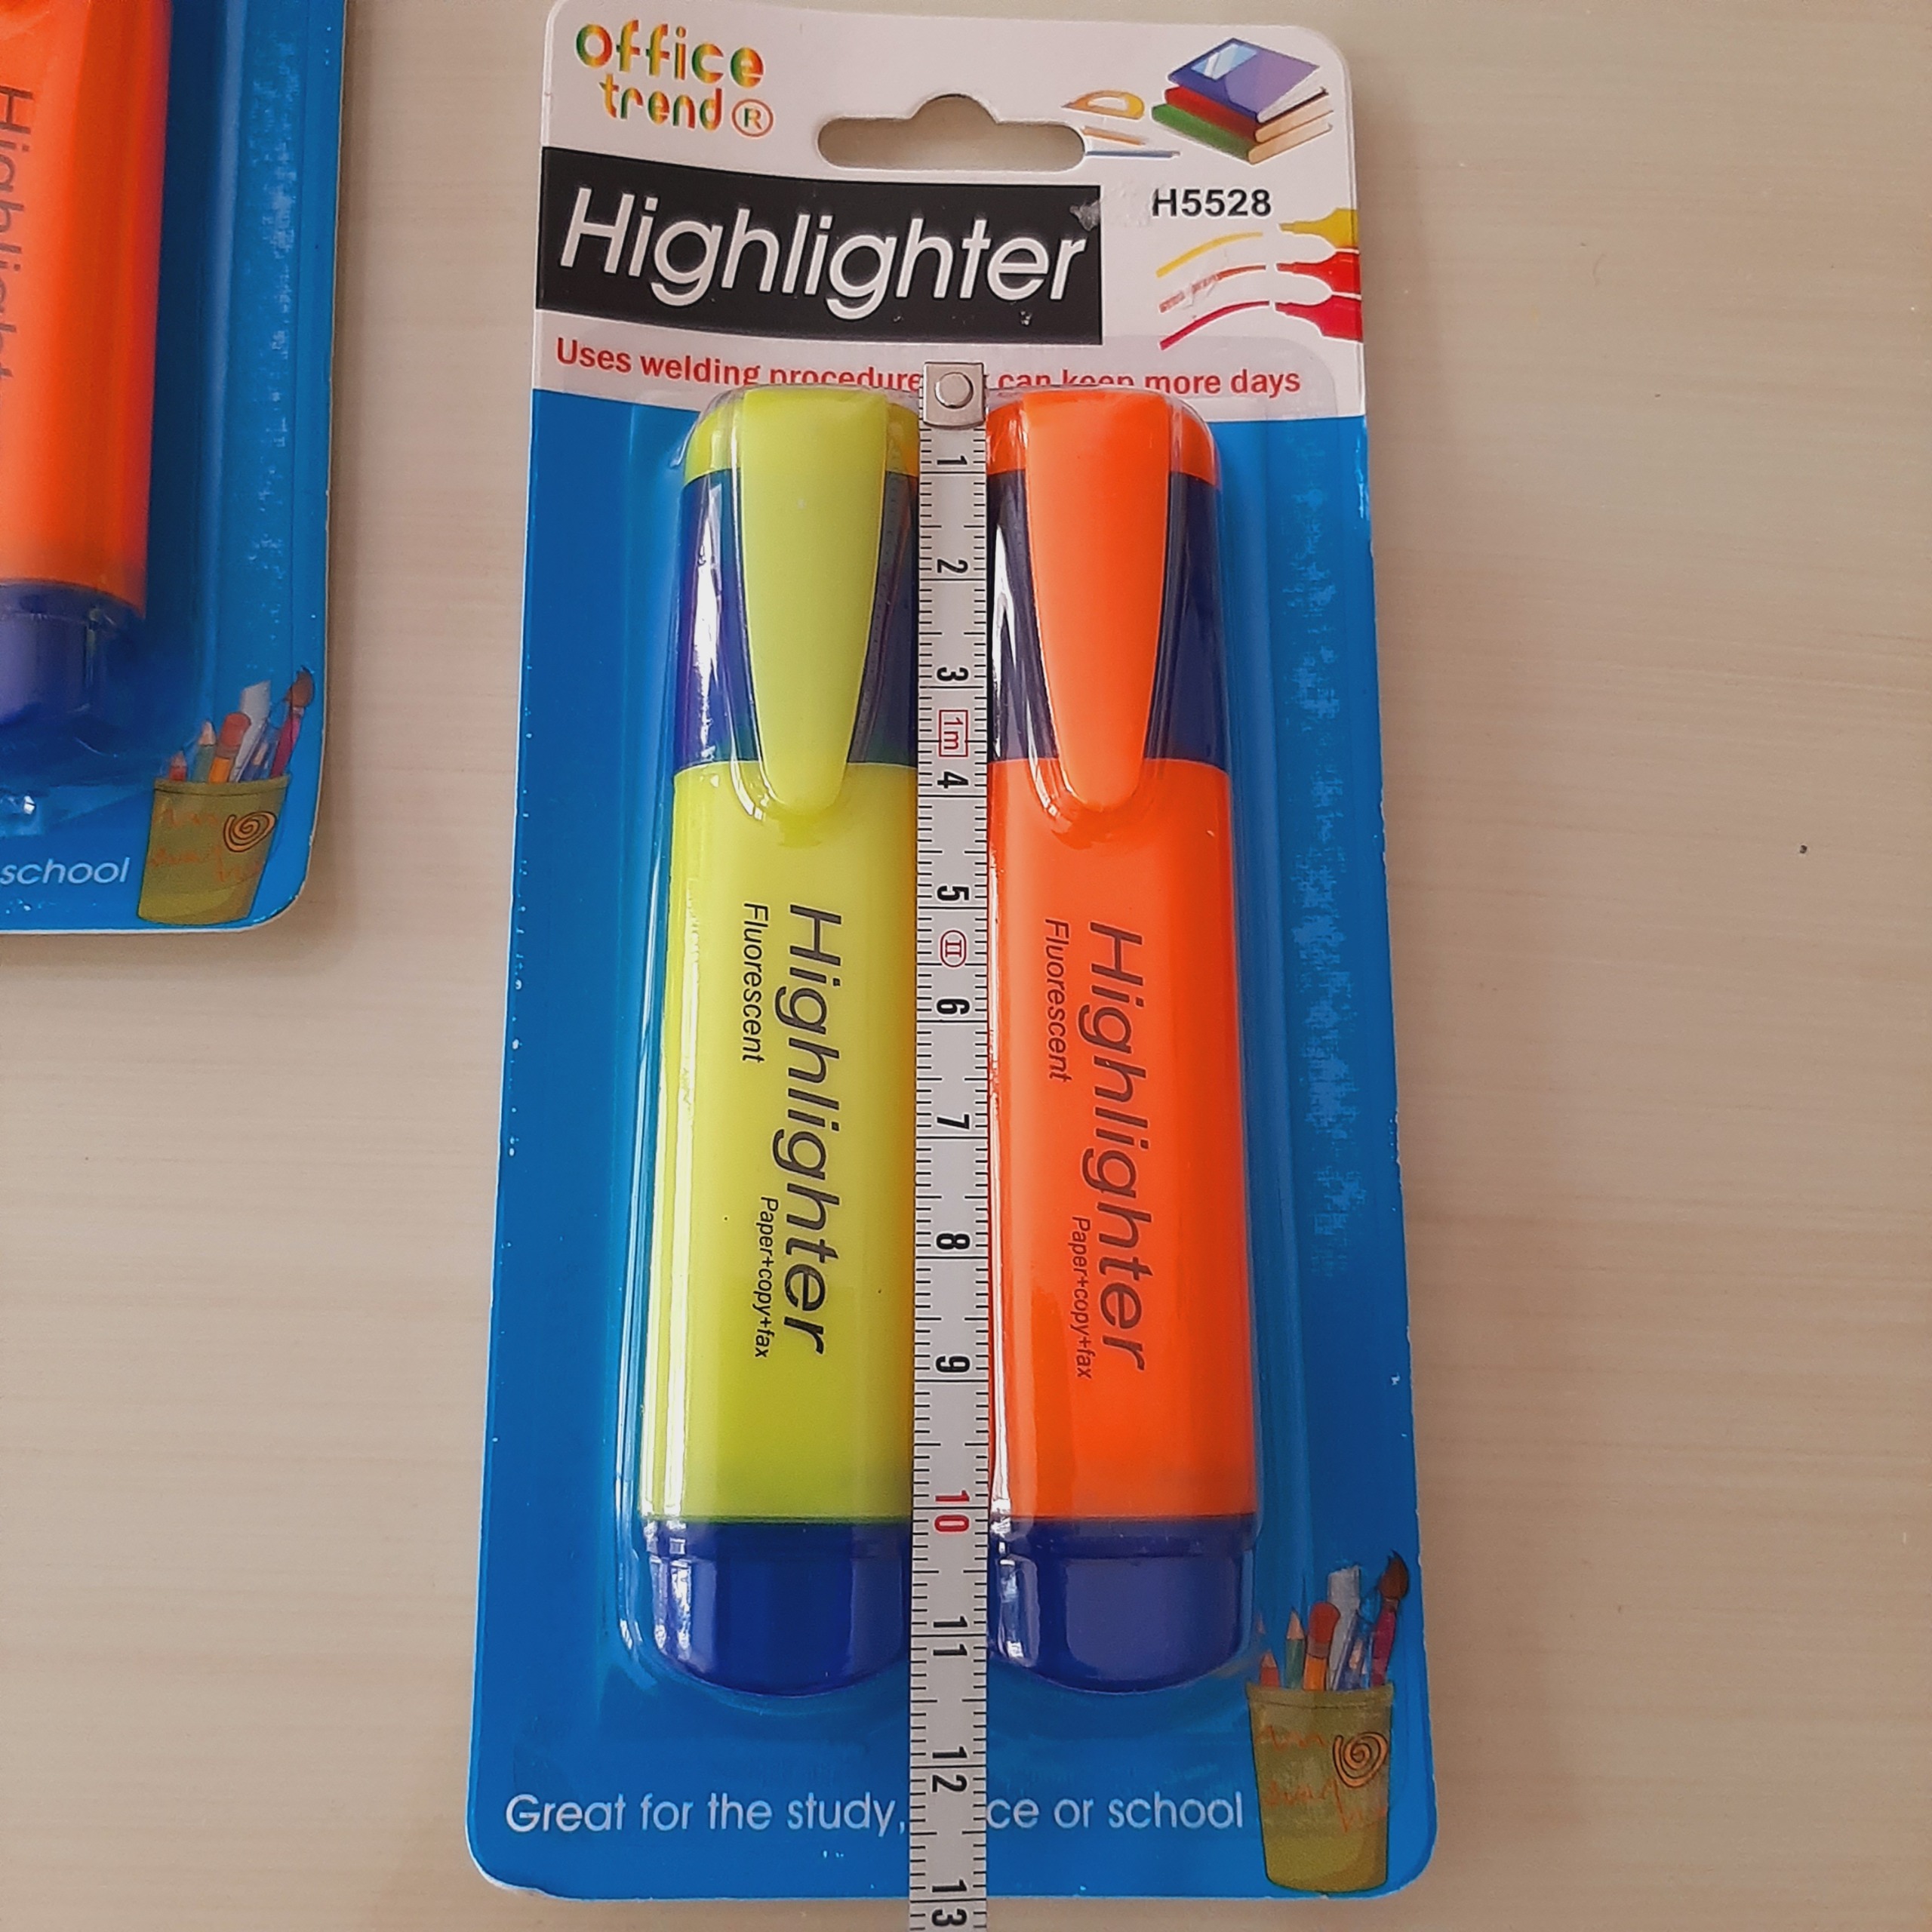 office
trend®
H5528
Highlighter
Uses welding procedure can keep more days
1
2
3
1m
4
5
II
6
7
8
9
10
11
12
13
Highlighter
Fluorescent
Paper+copy+fax
Highlighter
Fluorescent
Paper+copy+fax
Great for the study, ce or school
Highlight
school